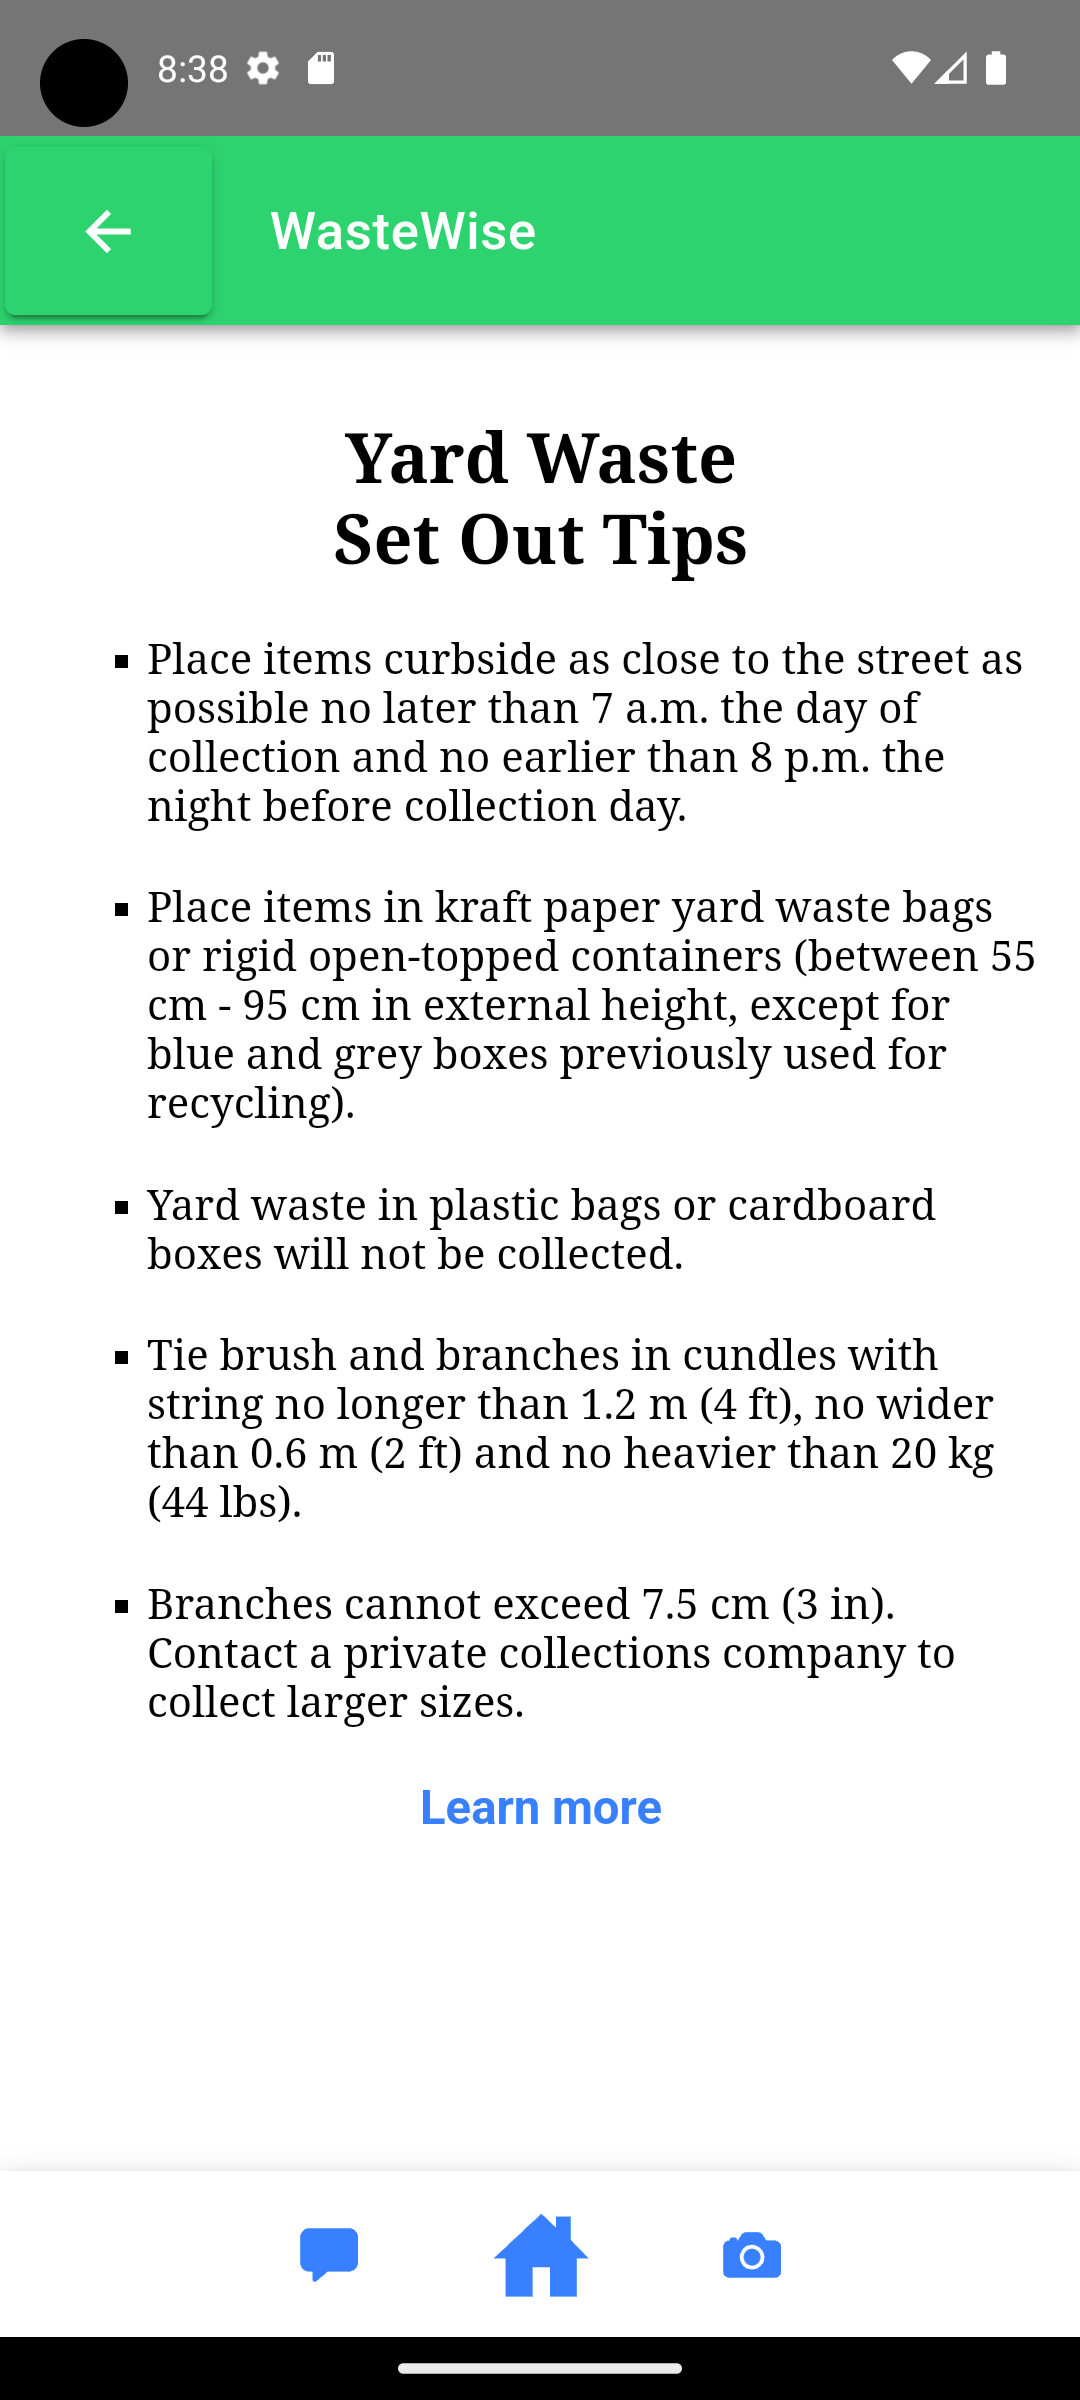 8:38
WasteWise
Yard Waste
Set Out Tips
▪ Place items curbside as close to the street as
possible no later than 7 a.m. the day of
collection and no earlier than 8 p.m. the
night before collection day.
▪ Place items in kraft paper yard waste bags
or rigid open-topped containers (between 55
cm - 95 cm in external height, except for
blue and grey boxes previously used for
recycling).
▪ Yard waste in plastic bags or cardboard
boxes will not be collected.
▪ Tie brush and branches in cundles with
string no longer than 1.2 m (4 ft), no wider
than 0.6 m (2 ft) and no heavier than 20 kg
(44 lbs).
▪ Branches cannot exceed 7.5 cm (3 in).
Contact a private collections company to
collect larger sizes.
Learn more